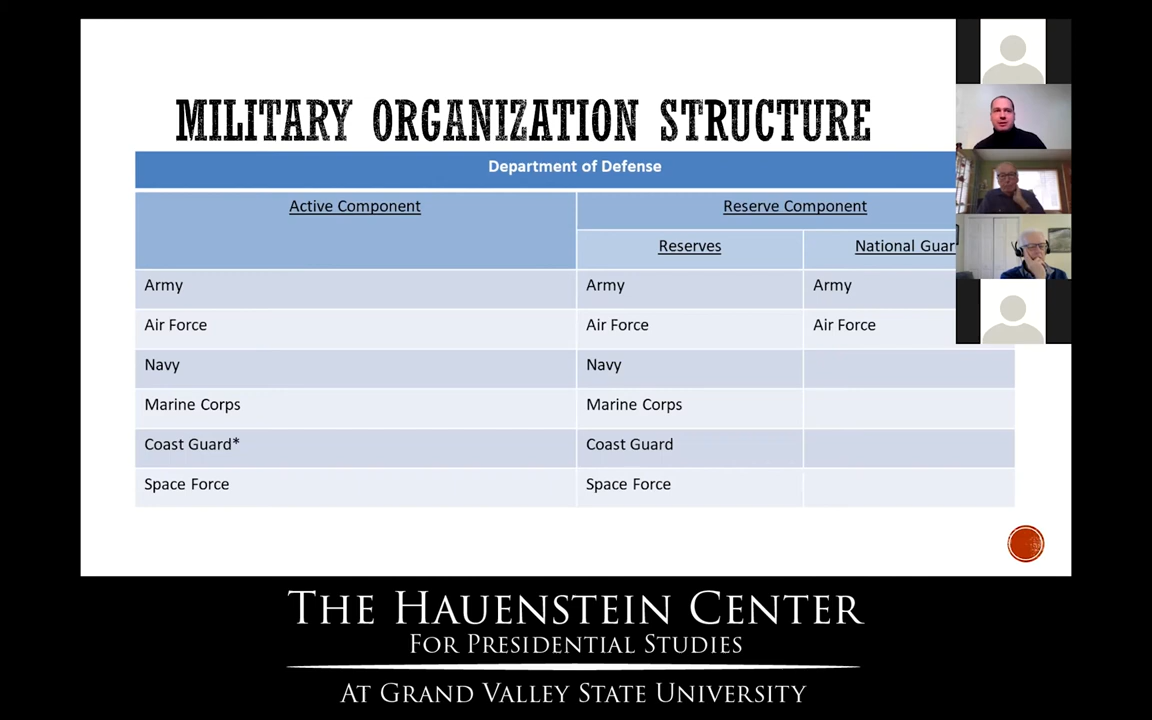 MILITARY ORGANIZATION STRUCTURE
Department of Defense
Active Component Reserve Component
Reserves National Guar
Army Army Army
Air Force Air Force Air Force
Navy Navy
Marine Corps Marine Corps
Coast Guard* Coast Guard
Space Force Space Force
THE HAUENSTEIN CENTER
FOR PRESIDENTIAL STUDIES
AT GRAND VALLEY STATE UNIVERSITY